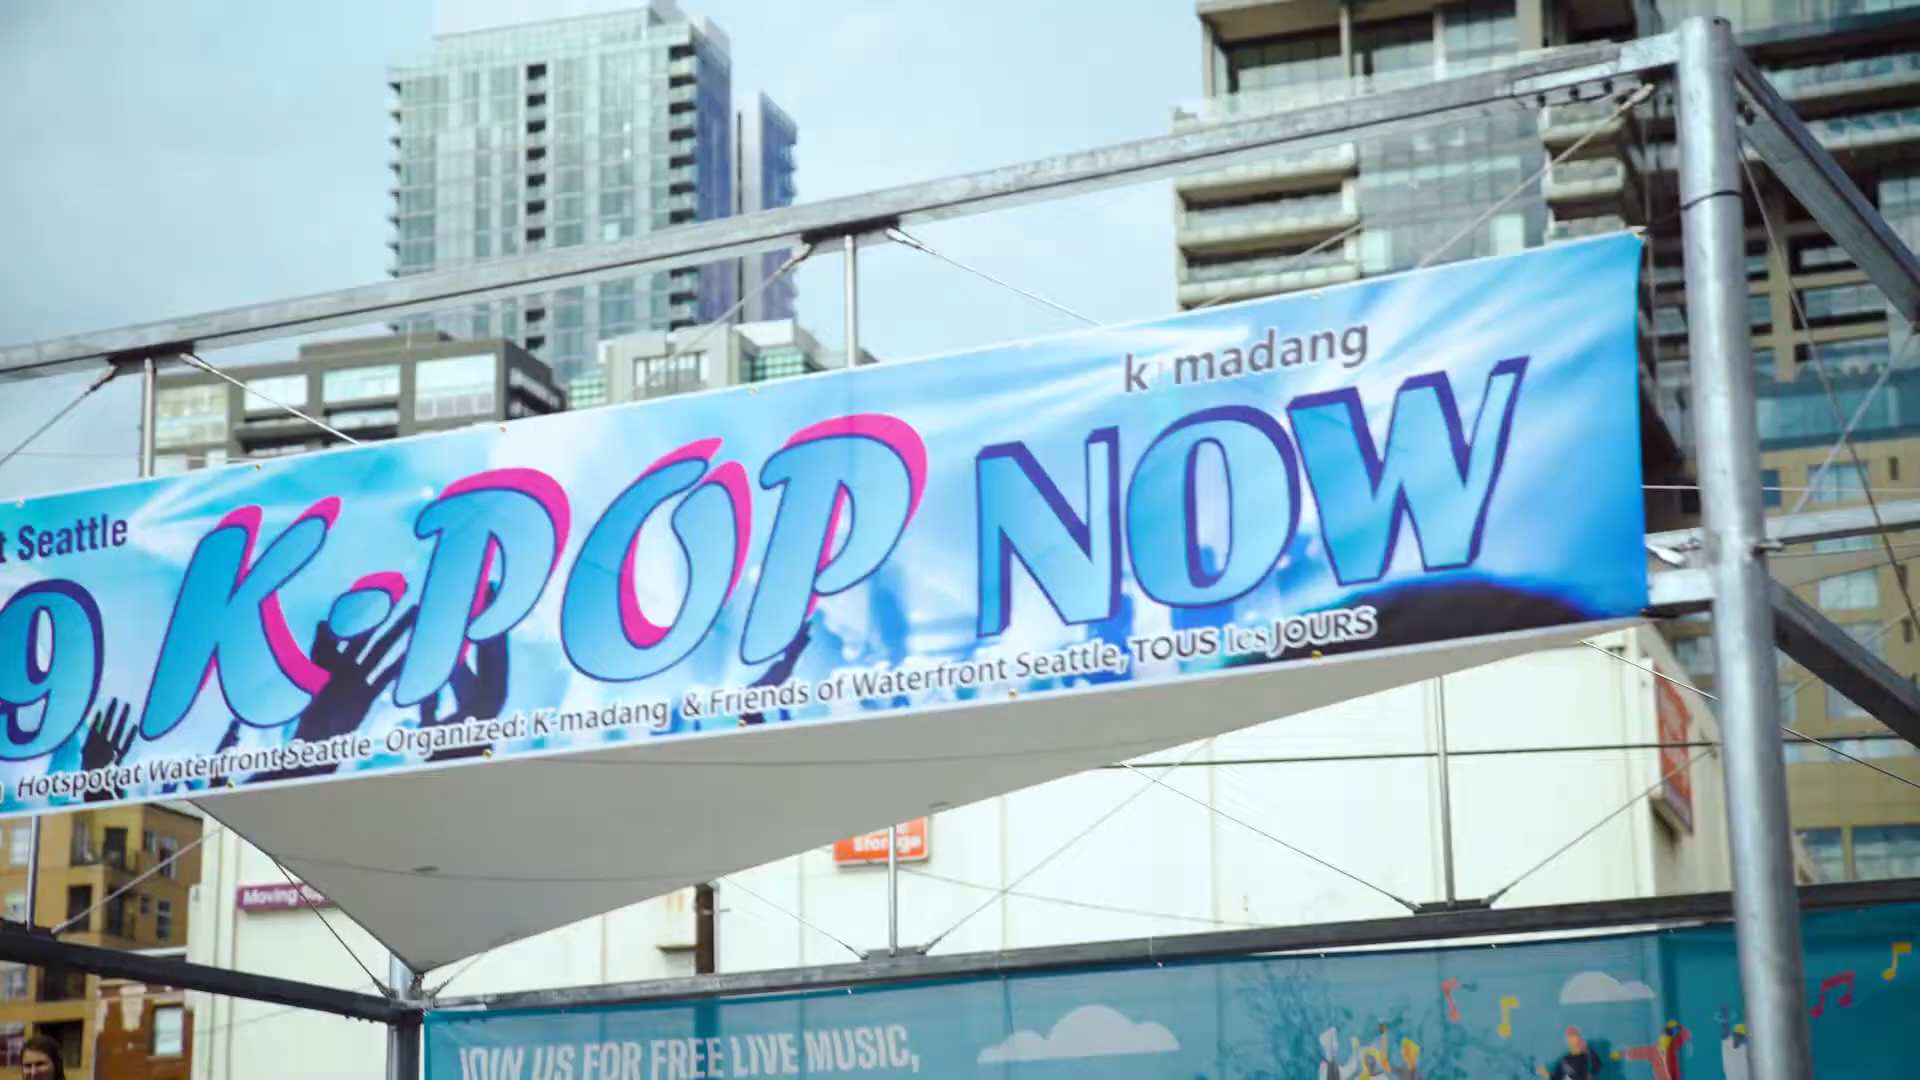 t Seattle
k madang
9 K-POP NOW
Hotspot at Waterfront Seattle Organized: K-madang & Friends of Waterfront Seattle, TOUS les JOURS
Moving
Storage
JOIN US FOR FREE LIVE MUSIC,